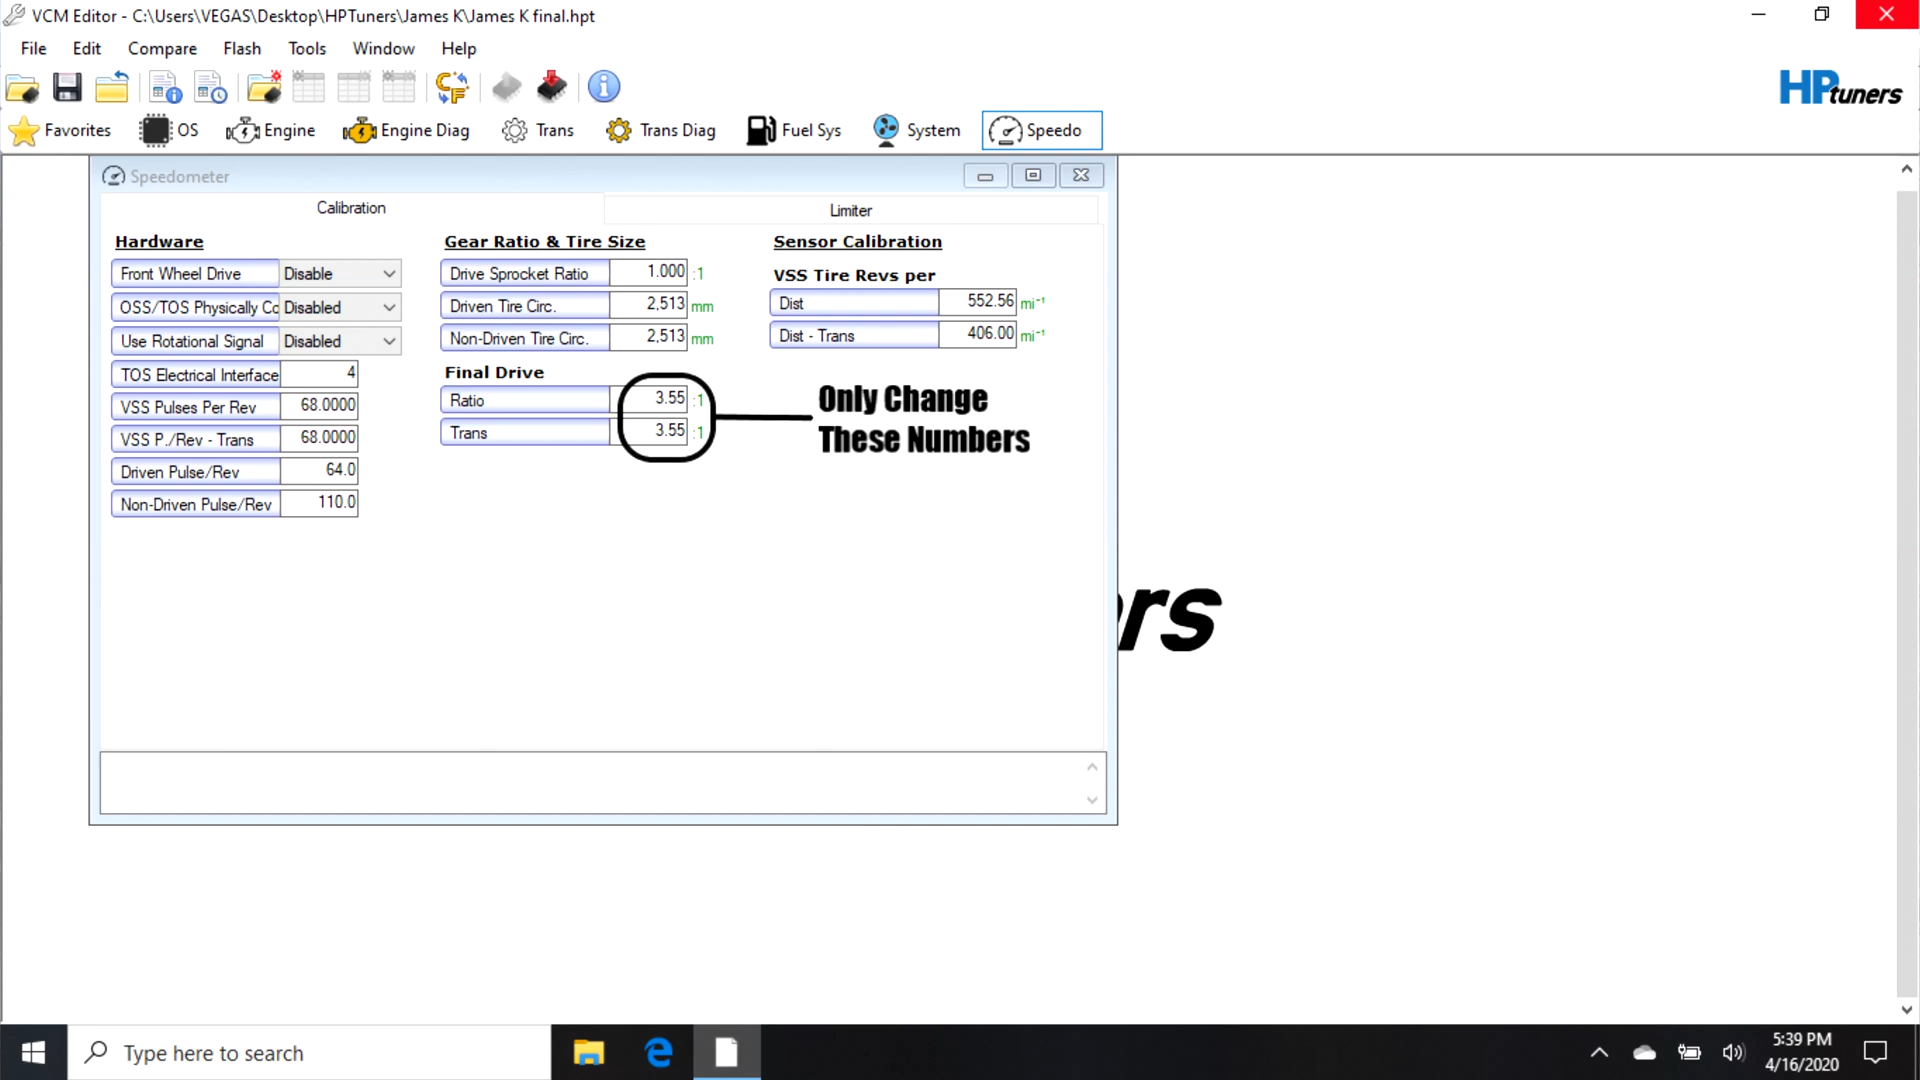 VCM Editor - C:\Users\VEGAS\Desktop\HPTuners\James K\James K final.hpt
File Edit Compare Flash Tools Window Help
HPtuners
Favorites OS Engine Engine Diag Trans Trans Diag Fuel Sys System Speedo
Speedometer
Calibration Limiter
Hardware
Front Wheel Drive Disable
OSS/TOS Physically Co Disabled
Use Rotational Signal Disabled
TOS Electrical Interface 4
VSS Pulses Per Rev 68.0000
VSS P./Rev - Trans 68.0000
Driven Pulse/Rev 64.0
Non-Driven Pulse/Rev 110.0
Gear Ratio & Tire Size
Drive Sprocket Ratio 1.000 :1
Driven Tire Circ. 2,513 mm
Non-Driven Tire Circ. 2,513 mm
Final Drive
Ratio 3.55 :1
Trans 3.55 :1
Sensor Calibration
VSS Tire Revs per
Dist 552.56 mi⁻¹
Dist - Trans 406.00 mi⁻¹
Only Change
These Numbers
ers
Type here to search
5:39 PM
4/16/2020